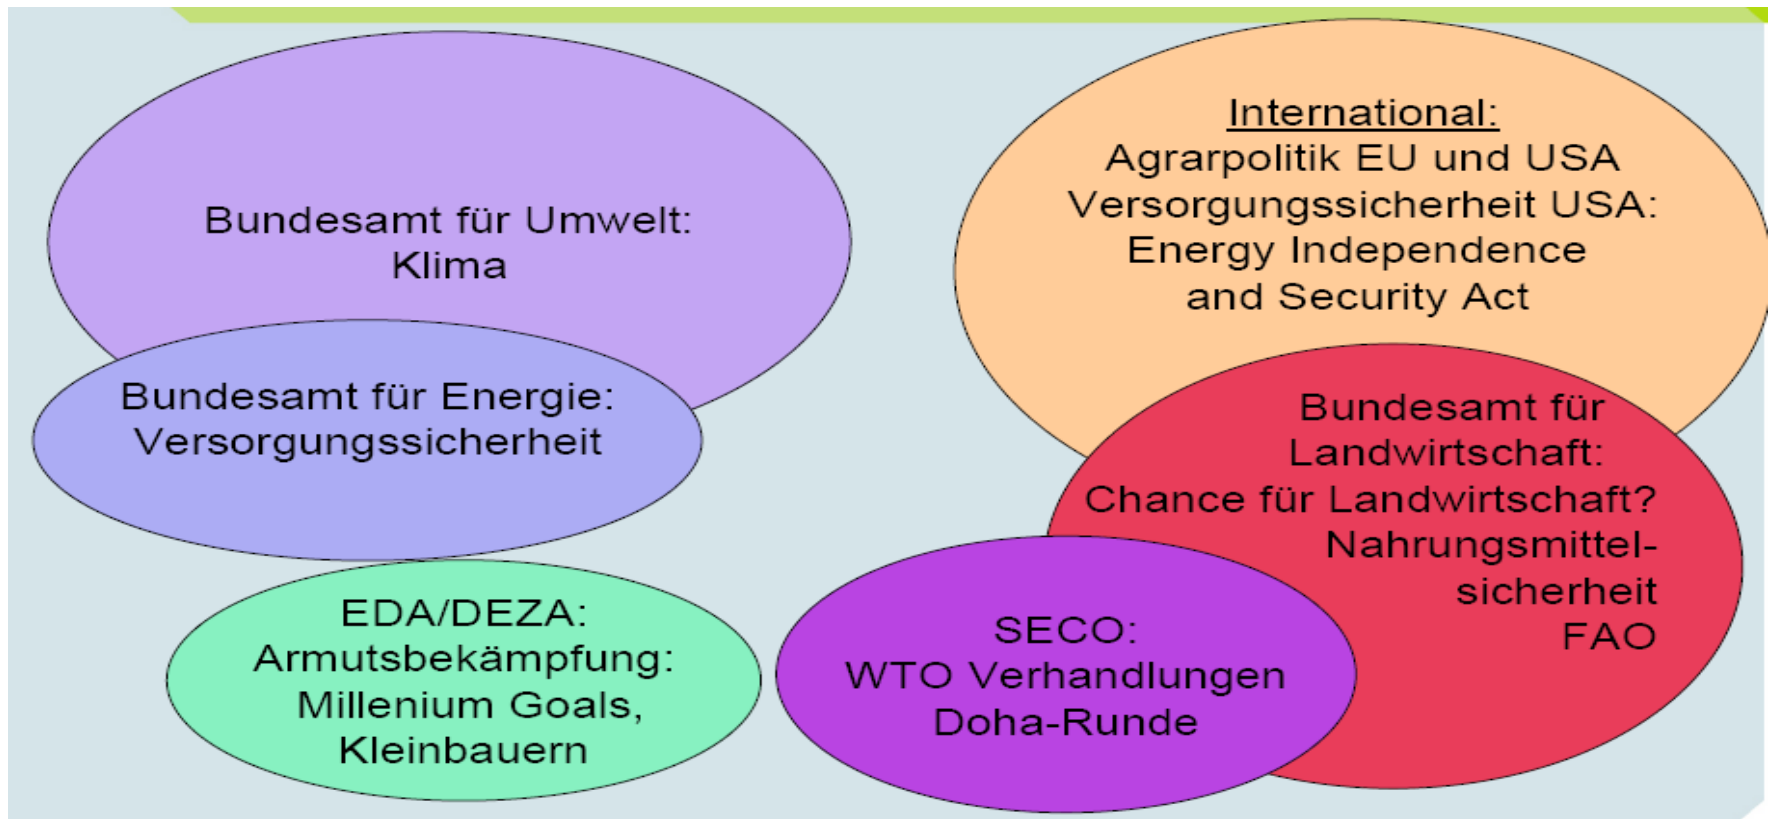 Bundesamt für Umwelt:
Klima
International:
Agrarpolitik EU und USA
Versorgungssicherheit USA:
Energy Independence
and Security Act
Bundesamt für Energie:
Versorgungssicherheit
Bundesamt für
Landwirtschaft:
Chance für Landwirtschaft?
Nahrungsmittel-
sicherheit
FAO
EDA/DEZA:
Armutsbekämpfung:
Millenium Goals,
Kleinbauern
SECO:
WTO Verhandlungen
Doha-Runde